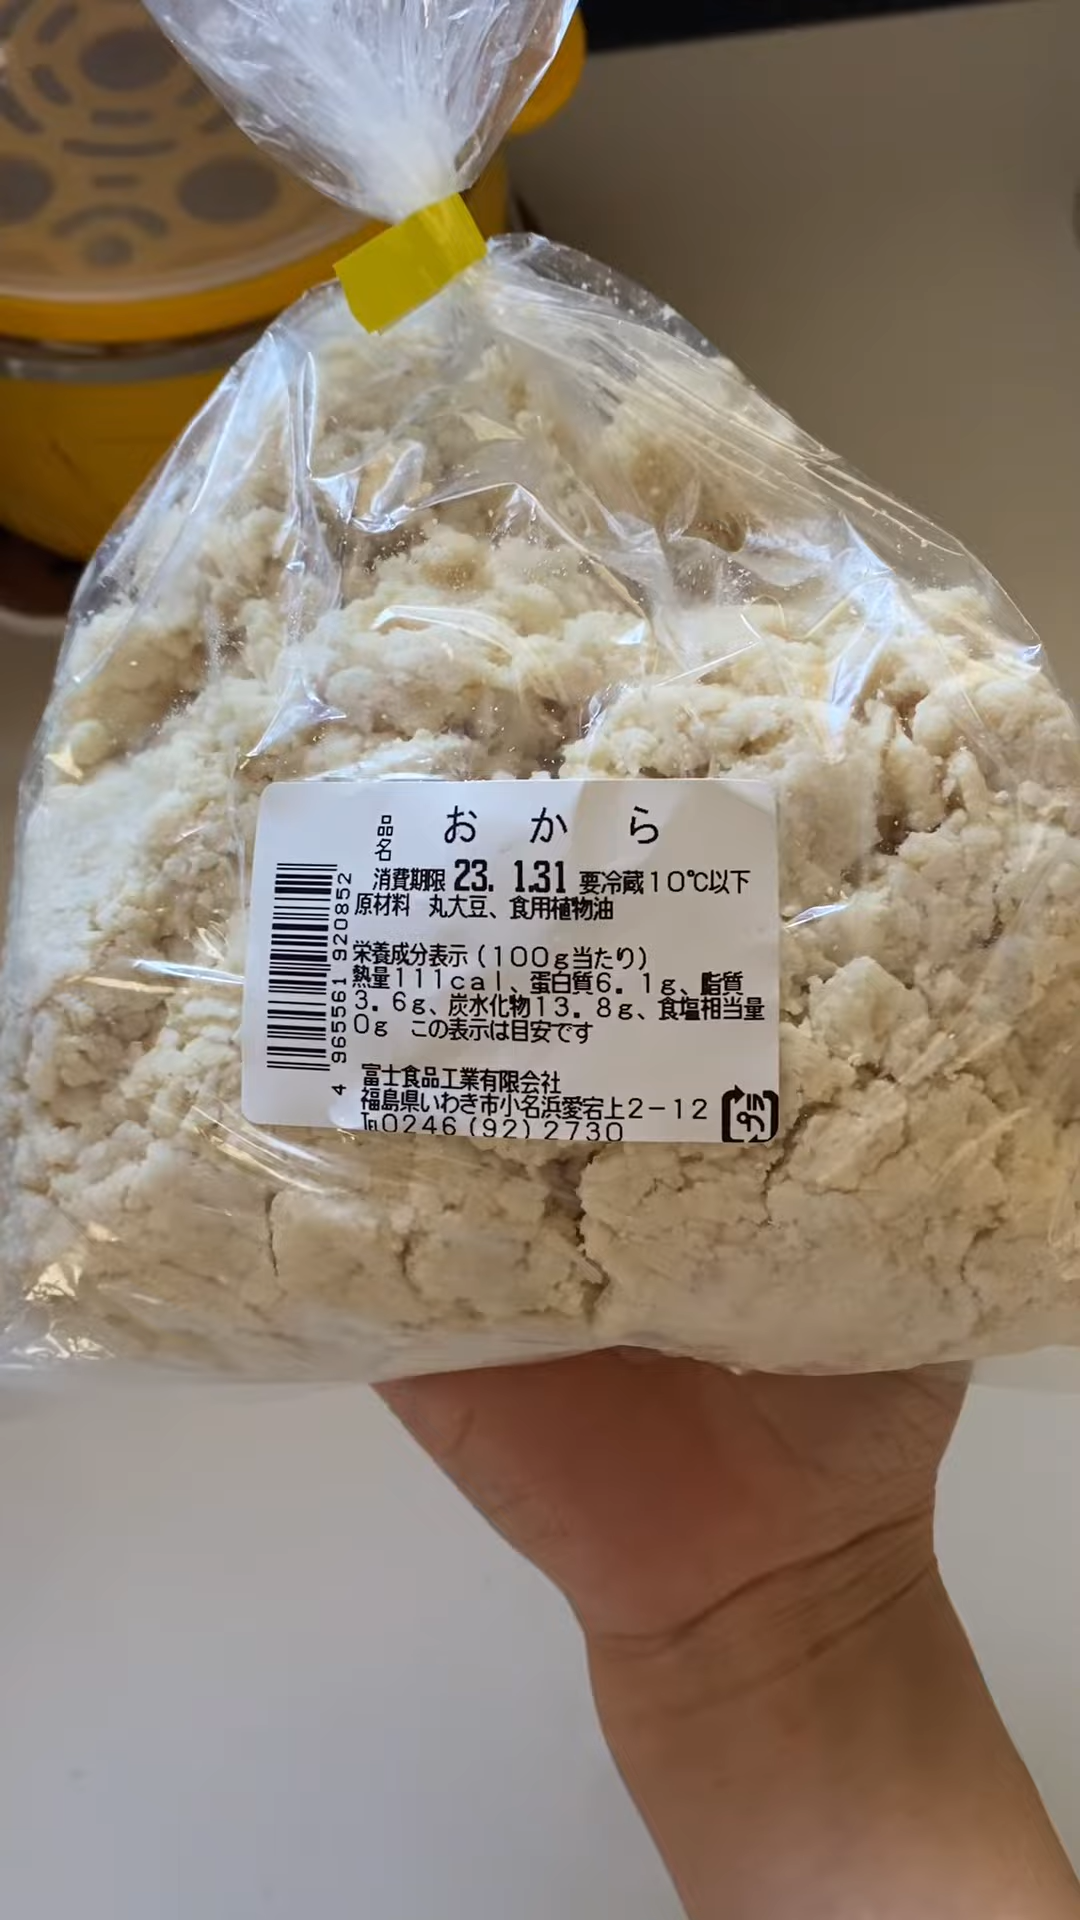 品名 おから
消費期限 23. 1.31 要冷蔵10℃以下
原材料 丸大豆、食用植物油
栄養成分表示(100g当たり)
熱量111cal、蛋白質6.1g、脂質
3.6g、炭水化物13.8g、食塩相当量
0g この表示は目安です
富士食品工業有限会社
福島県いわき市小名浜愛宕上2-12
℡0246(92)2730
プラ
4 965561 920852